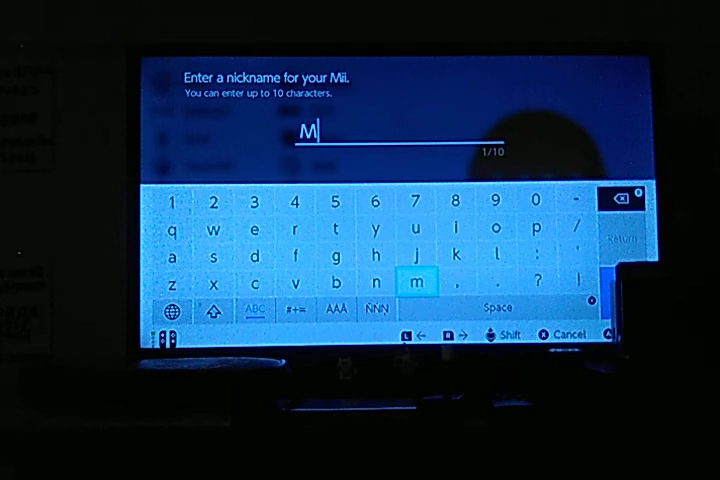 Enter a nickname for your Mii.
You can enter up to 10 characters.
M
1/10
1 2 3 4 5 6 7 8 9 0 -
q w e r t y u i o p /
Return
a s d f g h j k l : '
z x c v b n m , . ? !
ABC #+= ÀÁÂ ÑÑÑ Space
L ← R → Shift X Cancel A